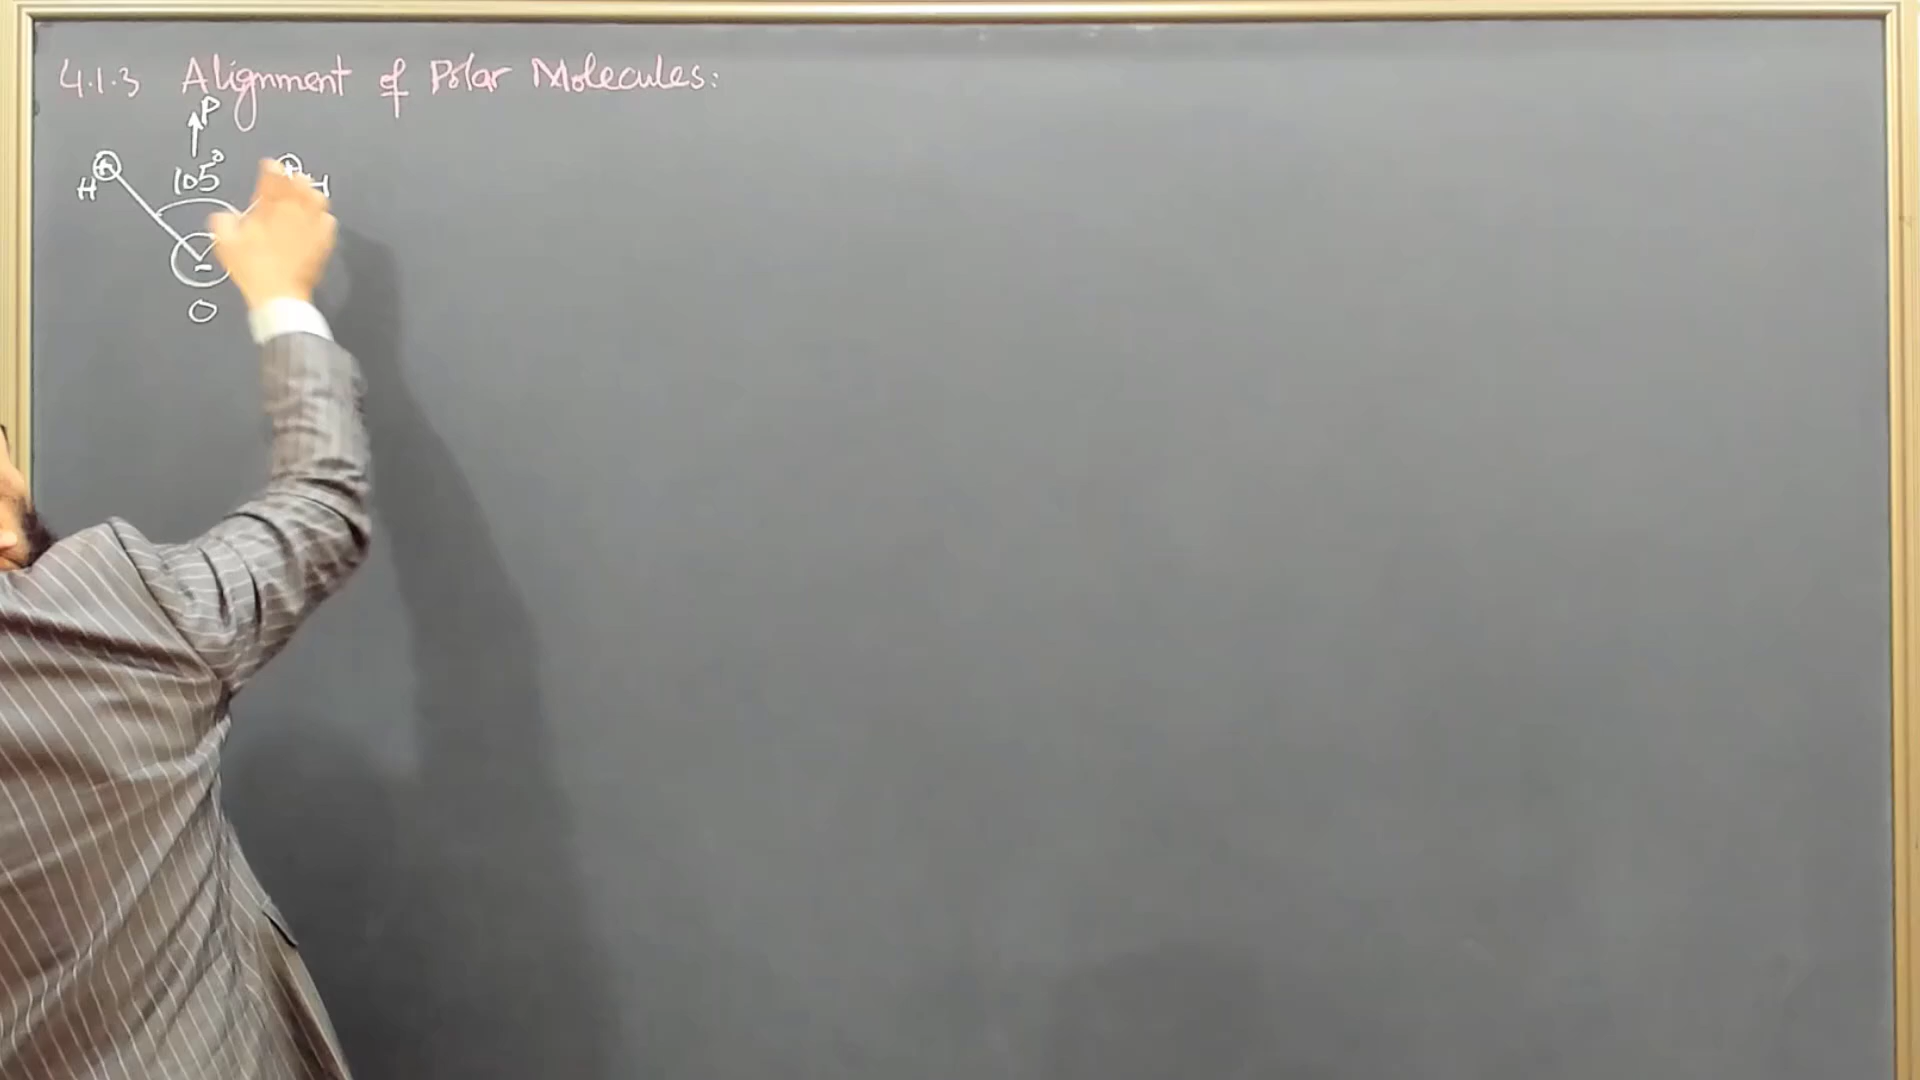 4.1.3 Alignment of Polar Molecules:
P
+
+
105°
H
H
-
O